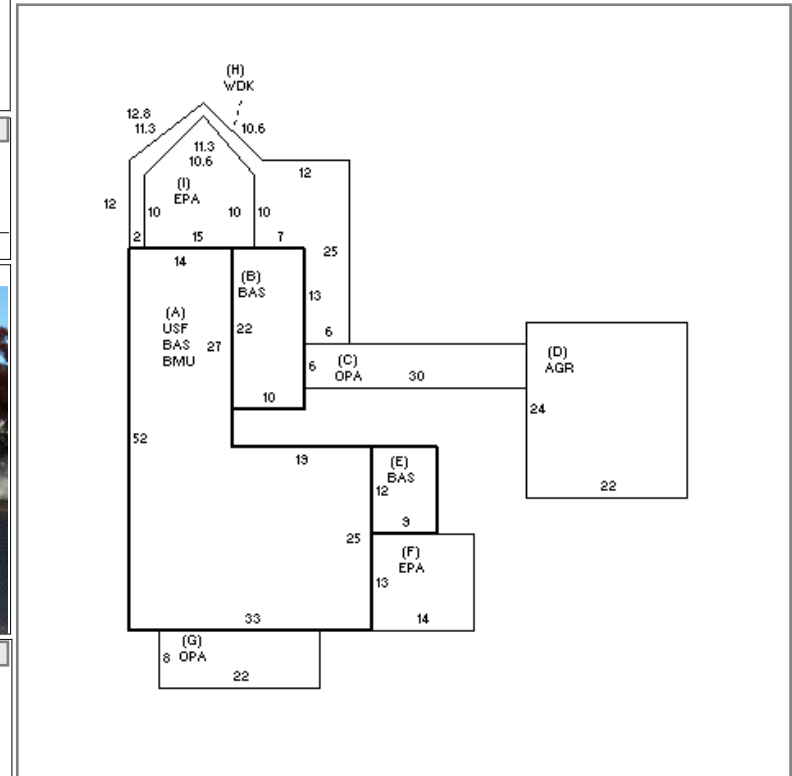 (H)
WDK
12.8
11.3
10.6
11.3
10.6
12
(I)
EPA
12
10
10
10
2
15
7
25
14
(B)
BAS
13
(A)
USF
BAS
BMU
27
22
6
6
(C)
OPA
30
(D)
AGR
10
24
52
19
(E)
BAS
12
22
9
25
(F)
EPA
13
33
14
(G)
8 OPA
22